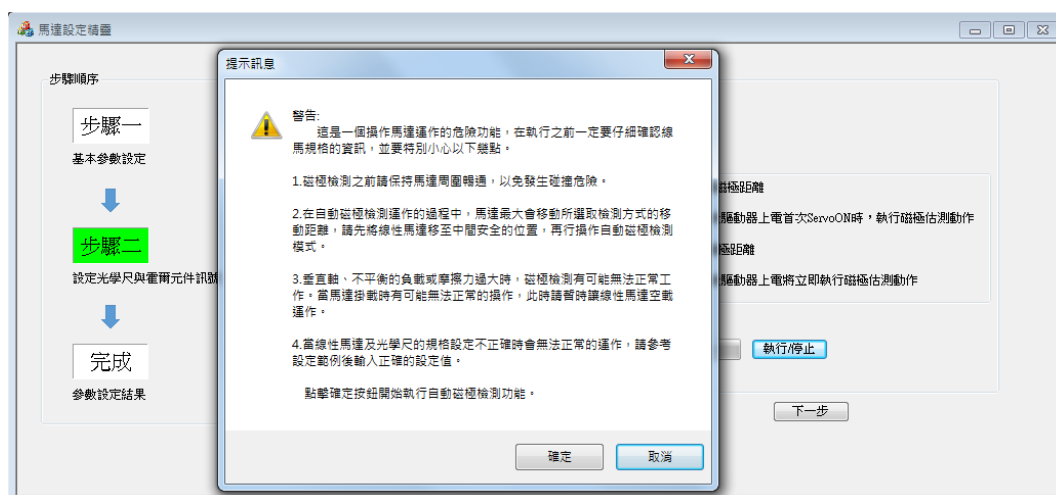 馬達設定精靈
步驟順序
步驟一
基本參數設定
步驟二
設定光學尺與霍爾元件訊號
完成
參數設定結果
提示訊息
警告:
這是一個操作馬達運作的危險功能，在執行之前一定要仔細確認線
馬規格的資訊，並要特別小心以下幾點。
1.磁極檢測之前請保持馬達周圍暢通，以免發生碰撞危險。
2.在自動磁極檢測運作的過程中，馬達最大會移動所選取檢測方式的移
動距離，請先將線性馬達移至中間安全的位置，再行操作自動磁極檢測
模式。
3.垂直軸、不平衡的負載或摩擦力過大時，磁極檢測有可能無法正常工
作。當馬達掛載時有可能無法正常的操作，此時請暫時讓線性馬達空載
運作。
4.當線性馬達及光學尺的規格設定不正確時會無法正常的運作，請參考
設定範例後輸入正確的設定值。
點擊確定按鈕開始執行自動磁極檢測功能。
確定
取消
磁極距離
驅動器上電首次ServoON時，執行磁極估測動作
極距離
驅動器上電將立即執行磁極估測動作
執行/停止
下一步